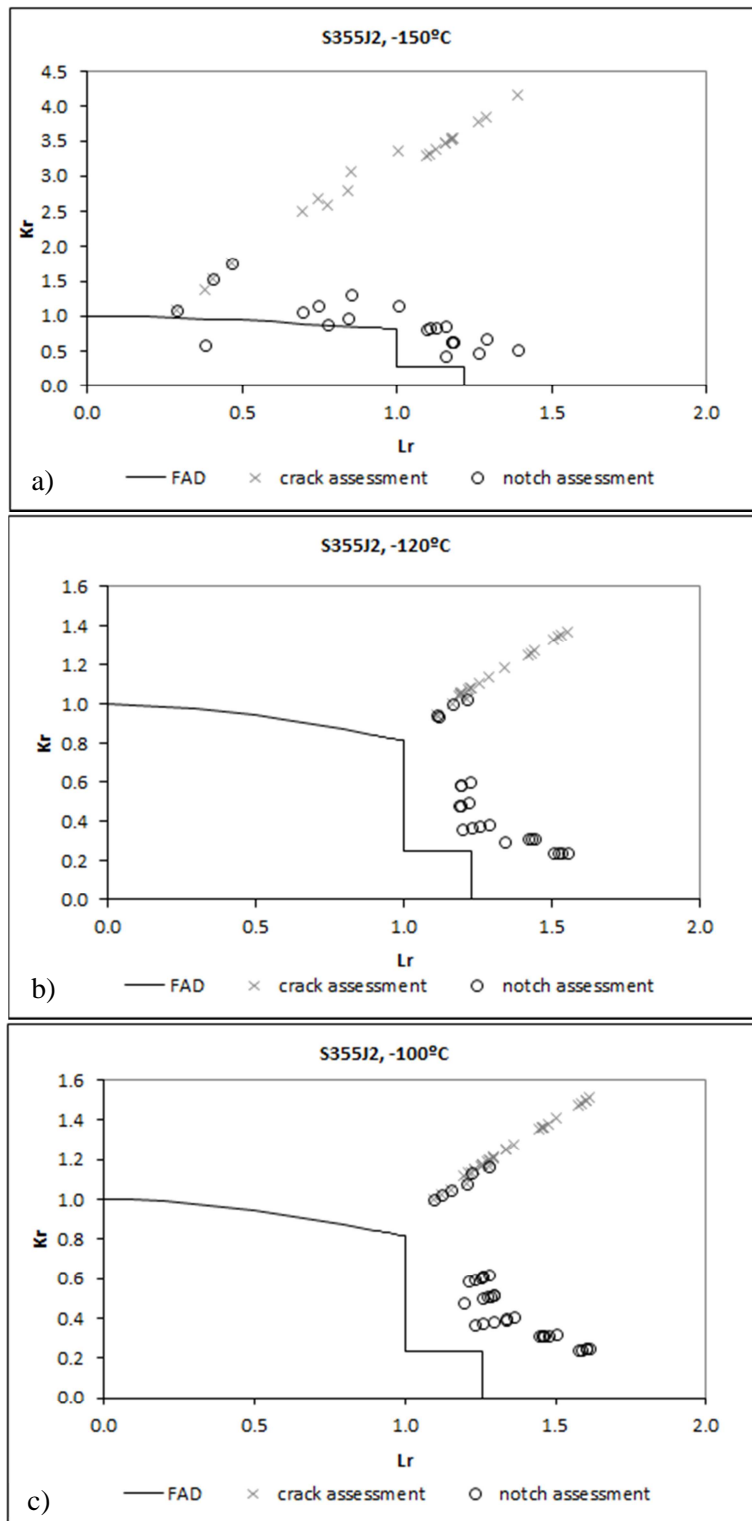 S355J2, -150ºC
4.5
4.0
3.5
3.0
2.5
2.0
1.5
1.0
0.5
0.0
Kr
0.0 0.5 1.0 1.5 2.0
Lr
FAD crack assessment notch assessment
a)
S355J2, -120ºC
1.6
1.4
1.2
1.0
0.8
0.6
0.4
0.2
0.0
Kr
0.0 0.5 1.0 1.5 2.0
Lr
FAD crack assessment notch assessment
b)
S355J2, -100ºC
1.6
1.4
1.2
1.0
0.8
0.6
0.4
0.2
0.0
Kr
0.0 0.5 1.0 1.5 2.0
Lr
FAD crack assessment notch assessment
c)